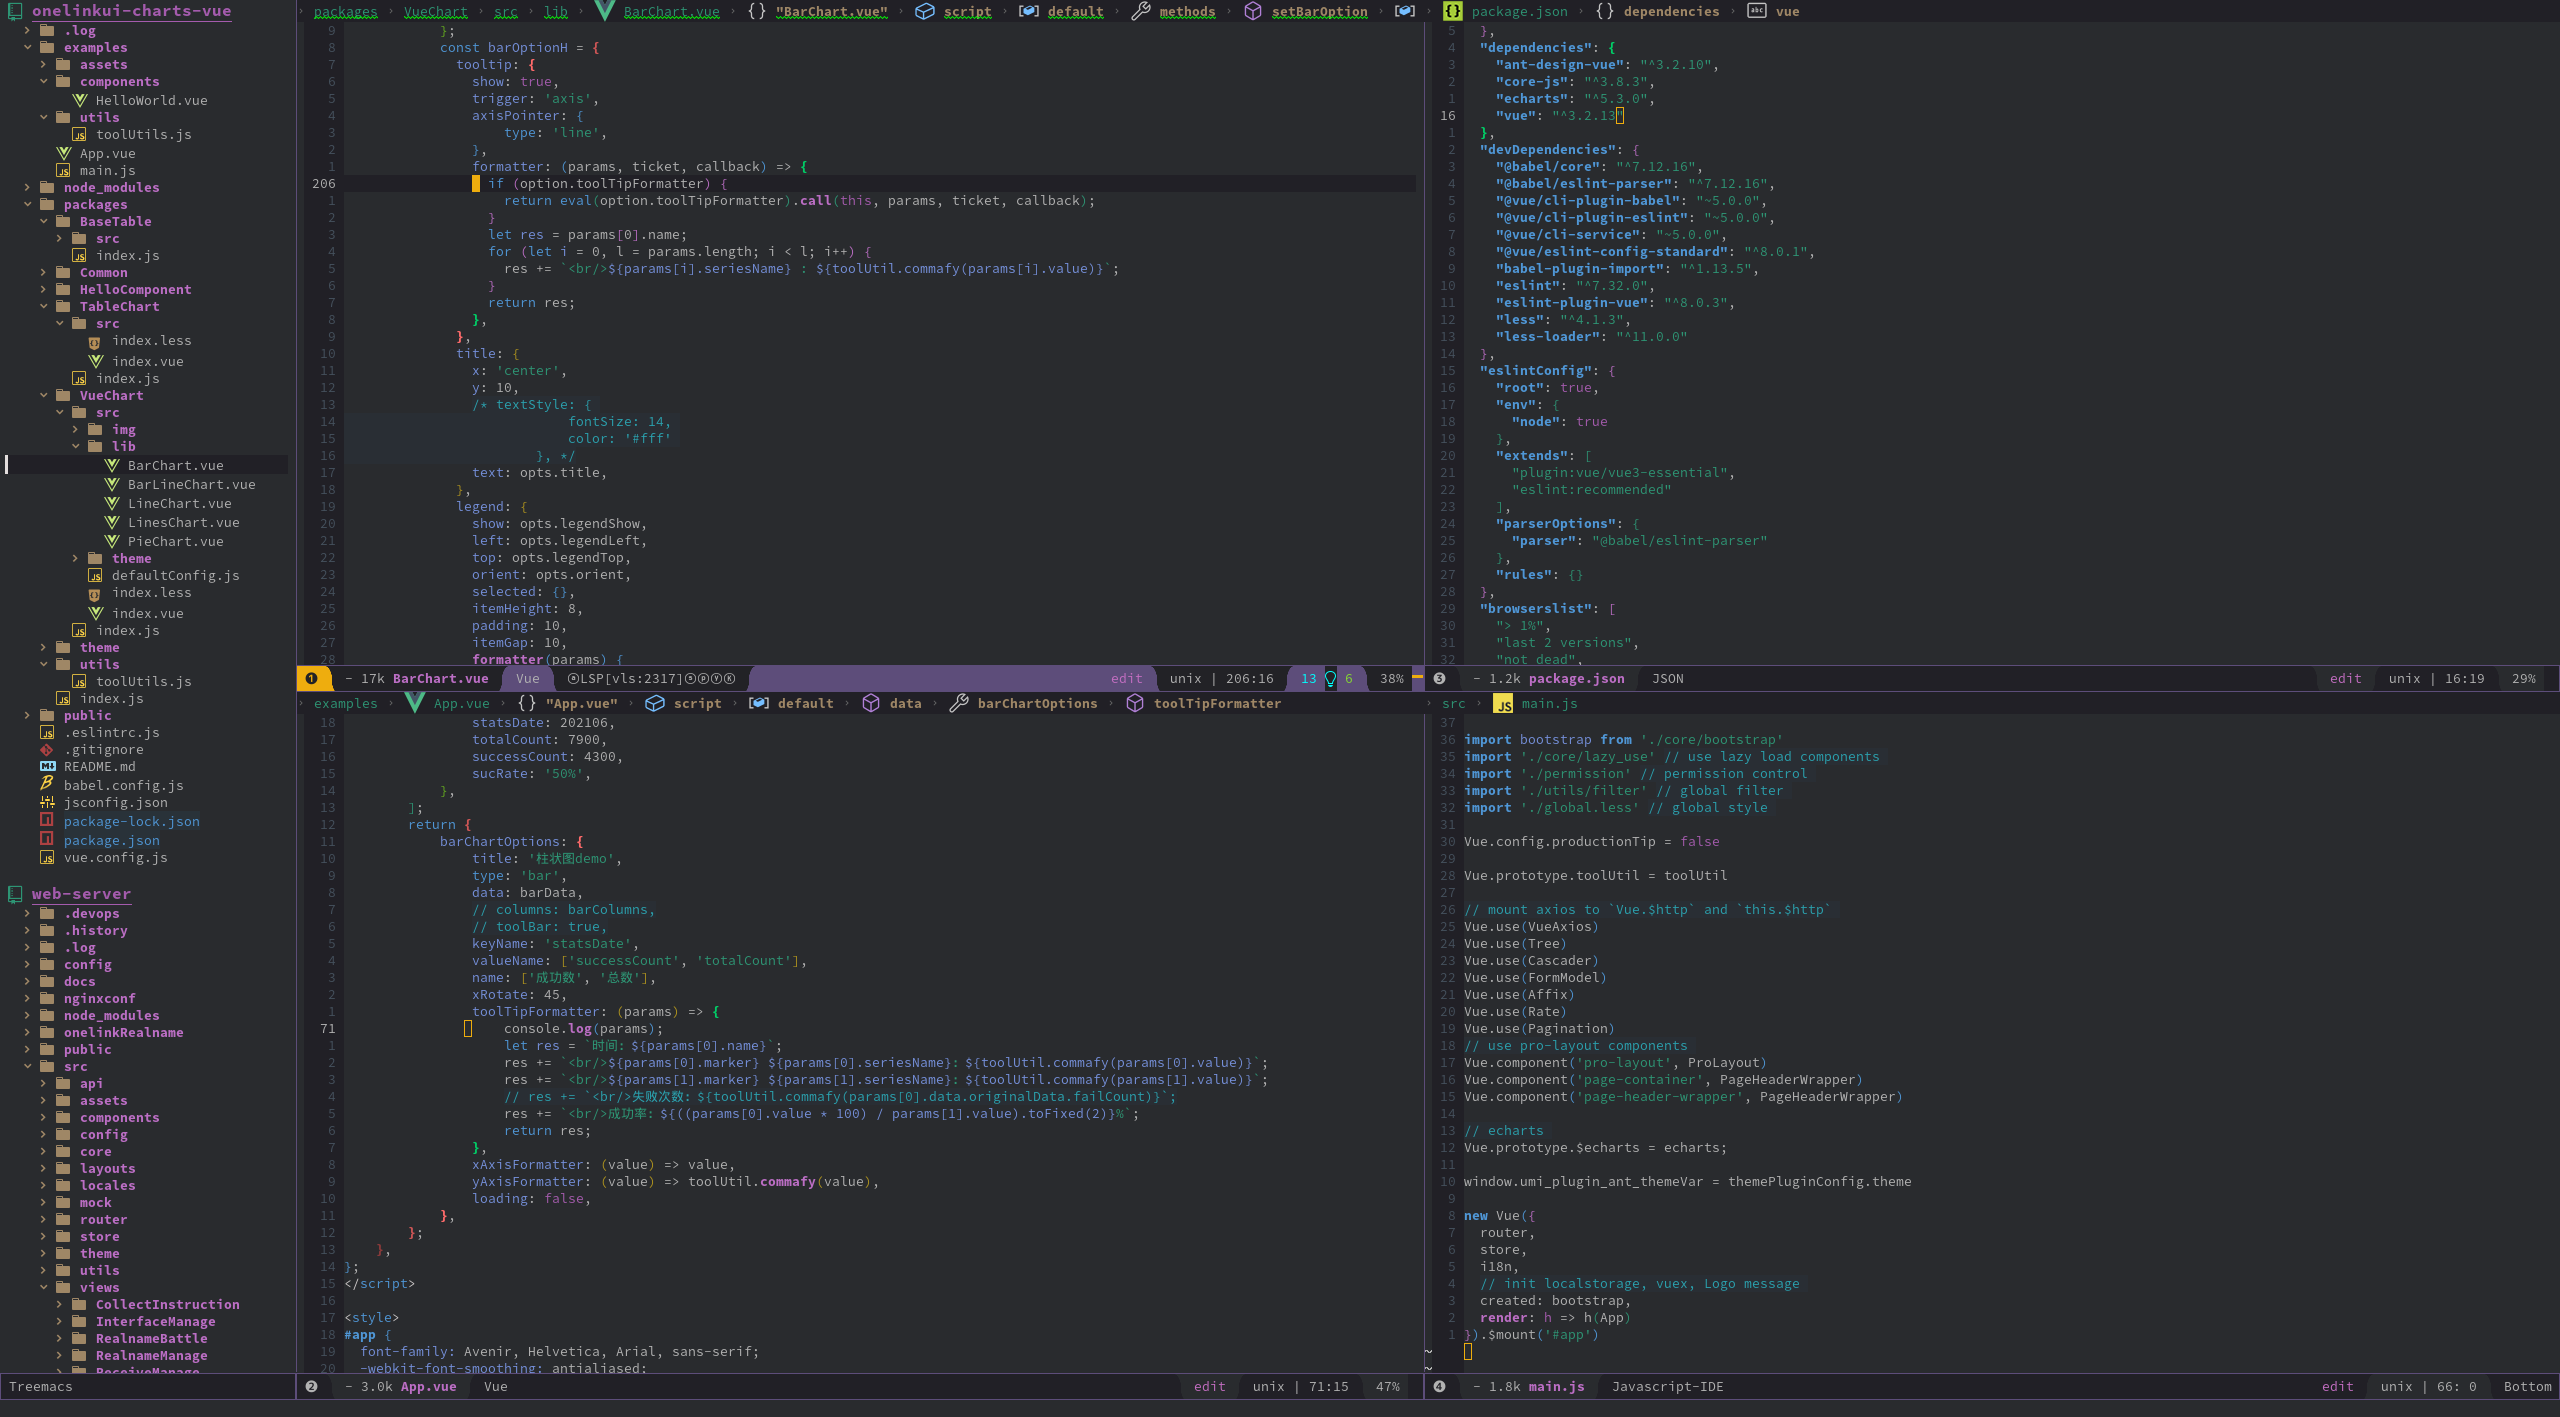 onelinkui-charts-vue
.log
examples
assets
components
HelloWorld.vue
utils
toolUtils.js
App.vue
main.js
node_modules
packages
BaseTable
src
index.js
Common
HelloComponent
TableChart
src
index.less
index.vue
index.js
VueChart
src
img
lib
BarChart.vue
BarLineChart.vue
LineChart.vue
LinesChart.vue
PieChart.vue
theme
defaultConfig.js
index.less
index.vue
index.js
theme
utils
toolUtils.js
index.js
public
.eslintrc.js
.gitignore
README.md
babel.config.js
jsconfig.json
package-lock.json
package.json
vue.config.js
web-server
.devops
.history
.log
config
docs
nginxconf
node_modules
onelinkRealname
public
src
api
assets
components
config
core
layouts
locales
mock
router
store
theme
utils
views
CollectInstruction
InterfaceManage
RealnameBattle
RealnameManage
ReceiveManage
Treemacs
› packages › VueChart › src › lib › BarChart.vue › {} "BarChart.vue" › script › default › methods › setBarOption ›
9 };
8 const barOptionH = {
7 tooltip: {
6 show: true,
5 trigger: 'axis',
4 axisPointer: {
3 type: 'line',
2 },
1 formatter: (params, ticket, callback) => {
206 if (option.toolTipFormatter) {
1 return eval(option.toolTipFormatter).call(this, params, ticket, callback);
2 }
3 let res = params[0].name;
4 for (let i = 0, l = params.length; i < l; i++) {
5 res += `<br/>${params[i].seriesName} : ${toolUtil.commafy(params[i].value)}`;
6 }
7 return res;
8 },
9 },
10 title: {
11 x: 'center',
12 y: 10,
13 /* textStyle: {
14 fontSize: 14,
15 color: '#fff'
16 }, */
17 text: opts.title,
18 },
19 legend: {
20 show: opts.legendShow,
21 left: opts.legendLeft,
22 top: opts.legendTop,
23 orient: opts.orient,
24 selected: {},
25 itemHeight: 8,
26 padding: 10,
27 itemGap: 10,
28 formatter(params) {
1 - 17k BarChart.vue Vue ⦿LSP[vls:2317]ⓢⓟⓨⓚ edit unix | 206:16 13 6 38%
› examples › App.vue › {} "App.vue" › script › default › data › barChartOptions › toolTipFormatter
18 statsDate: 202106,
17 totalCount: 7900,
16 successCount: 4300,
15 sucRate: '50%',
14 },
13 ];
12 return {
11 barChartOptions: {
10 title: '柱状图demo',
9 type: 'bar',
8 data: barData,
7 // columns: barColumns,
6 // toolBar: true,
5 keyName: 'statsDate',
4 valueName: ['successCount', 'totalCount'],
3 name: ['成功数', '总数'],
2 xRotate: 45,
1 toolTipFormatter: (params) => {
71 console.log(params);
1 let res = `时间: ${params[0].name}`;
2 res += `<br/>${params[0].marker} ${params[0].seriesName}: ${toolUtil.commafy(params[0].value)}`;
3 res += `<br/>${params[1].marker} ${params[1].seriesName}: ${toolUtil.commafy(params[1].value)}`;
4 // res += `<br/>失败次数: ${toolUtil.commafy(params[0].data.originalData.failCount)}`;
5 res += `<br/>成功率: ${((params[0].value * 100) / params[1].value).toFixed(2)}%`;
6 return res;
7 },
8 xAxisFormatter: (value) => value,
9 yAxisFormatter: (value) => toolUtil.commafy(value),
10 loading: false,
11 },
12 };
13 },
14 };
15 </script>
16
17 <style>
18 #app {
19 font-family: Avenir, Helvetica, Arial, sans-serif;
20 -webkit-font-smoothing: antialiased;
2 - 3.0k App.vue Vue edit unix | 71:15 47%
› {} package.json › {} dependencies › abc vue
5 },
4 "dependencies": {
3 "ant-design-vue": "^3.2.10",
2 "core-js": "^3.8.3",
1 "echarts": "^5.3.0",
16 "vue": "^3.2.13"
1 },
2 "devDependencies": {
3 "@babel/core": "^7.12.16",
4 "@babel/eslint-parser": "^7.12.16",
5 "@vue/cli-plugin-babel": "~5.0.0",
6 "@vue/cli-plugin-eslint": "~5.0.0",
7 "@vue/cli-service": "~5.0.0",
8 "@vue/eslint-config-standard": "^8.0.1",
9 "babel-plugin-import": "^1.13.5",
10 "eslint": "^7.32.0",
11 "eslint-plugin-vue": "^8.0.3",
12 "less": "^4.1.3",
13 "less-loader": "^11.0.0"
14 },
15 "eslintConfig": {
16 "root": true,
17 "env": {
18 "node": true
19 },
20 "extends": [
21 "plugin:vue/vue3-essential",
22 "eslint:recommended"
23 ],
24 "parserOptions": {
25 "parser": "@babel/eslint-parser"
26 },
27 "rules": {}
28 },
29 "browserslist": [
30 "> 1%",
31 "last 2 versions",
32 "not dead",
3 - 1.2k package.json JSON edit unix | 16:19 29%
› src › JS main.js
37
36 import bootstrap from './core/bootstrap'
35 import './core/lazy_use' // use lazy load components
34 import './permission' // permission control
33 import './utils/filter' // global filter
32 import './global.less' // global style
31
30 Vue.config.productionTip = false
29
28 Vue.prototype.toolUtil = toolUtil
27
26 // mount axios to `Vue.$http` and `this.$http`
25 Vue.use(VueAxios)
24 Vue.use(Tree)
23 Vue.use(Cascader)
22 Vue.use(FormModel)
21 Vue.use(Affix)
20 Vue.use(Rate)
19 Vue.use(Pagination)
18 // use pro-layout components
17 Vue.component('pro-layout', ProLayout)
16 Vue.component('page-container', PageHeaderWrapper)
15 Vue.component('page-header-wrapper', PageHeaderWrapper)
14
13 // echarts
12 Vue.prototype.$echarts = echarts;
11
10 window.umi_plugin_ant_themeVar = themePluginConfig.theme
9
8 new Vue({
7 router,
6 store,
5 i18n,
4 // init localstorage, vuex, Logo message
3 created: bootstrap,
2 render: h => h(App)
1 }).$mount('#app')
~
~
4 - 1.8k main.js Javascript-IDE edit unix | 66: 0 Bottom